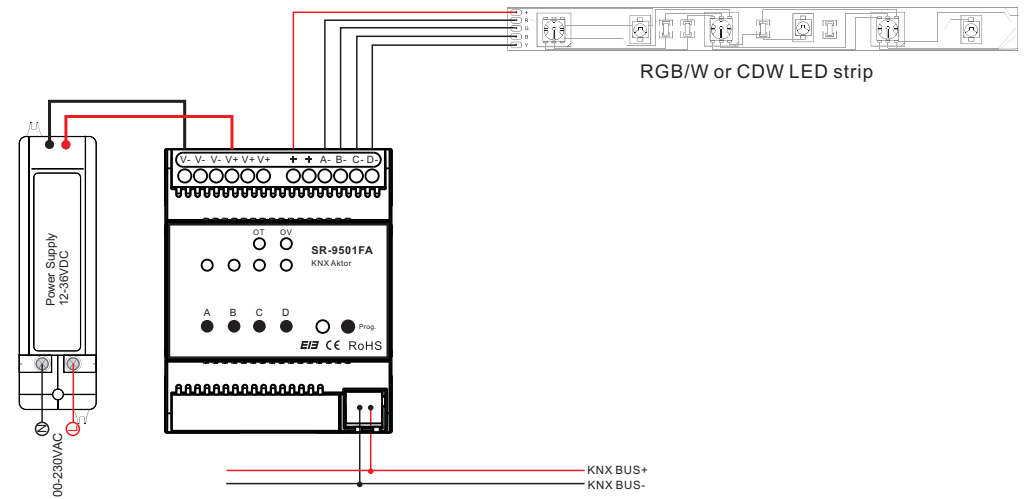 +
R
G
B
Y
RGB/W or CDW LED strip
V- V- V- V+ V+ V+ + + A- B- C- D-
Power Supply
12-36VDC
OT OV
SR-9501FA
KNX Aktor
A B C D
Prog.
CE RoHS
N L
00-230VAC
KNX BUS+
KNX BUS-